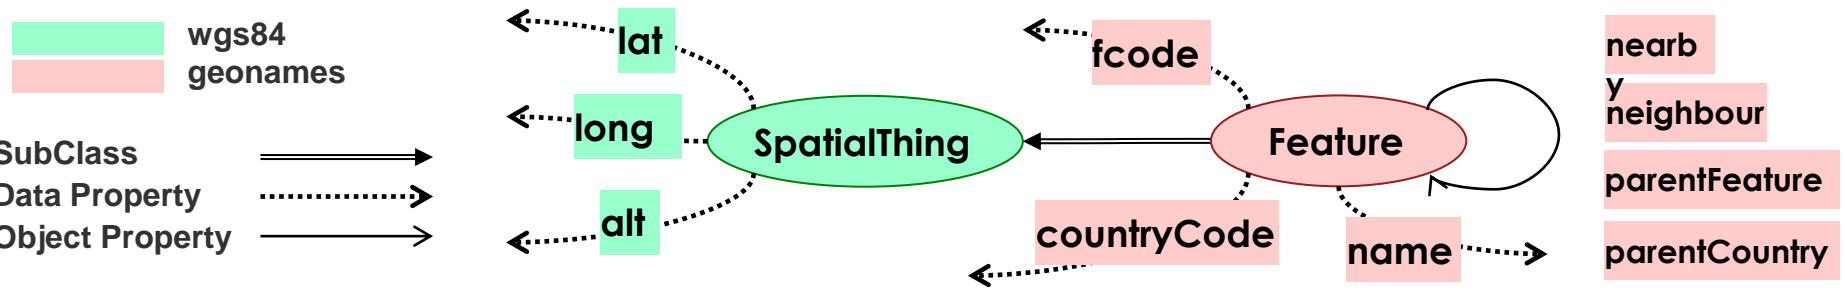 wgs84
geonames
SubClass
Data Property
Object Property
lat
long
alt
SpatialThing
fcode
Feature
countryCode
name
nearb
y
neighbour
parentFeature
parentCountry